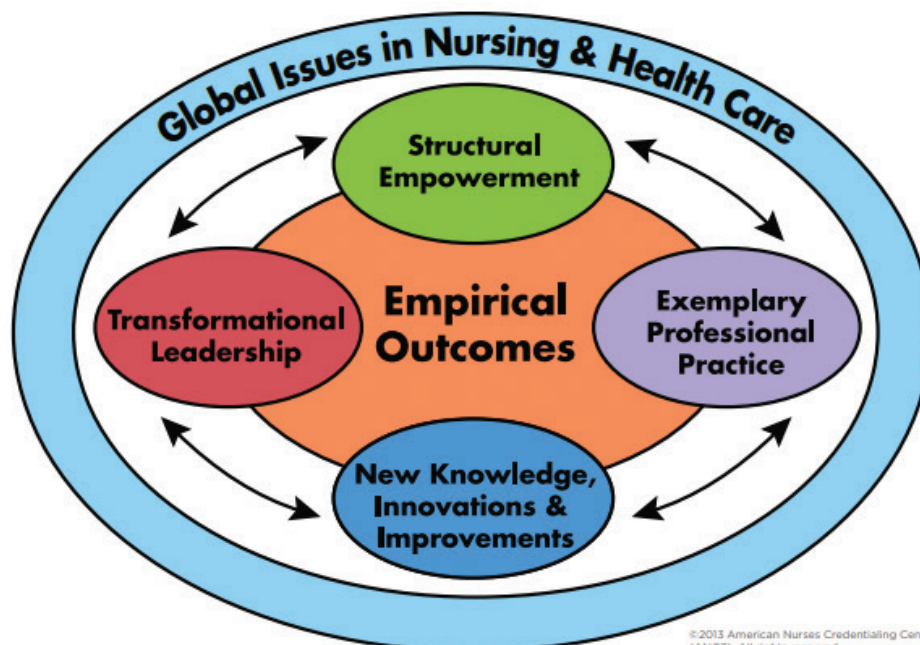 Global Issues in Nursing & Health Care
Structural
Empowerment
Transformational
Leadership
Empirical
Outcomes
Exemplary
Professional
Practice
New Knowledge,
Innovations &
Improvements
©2013 American Nurses Credentialing Cen